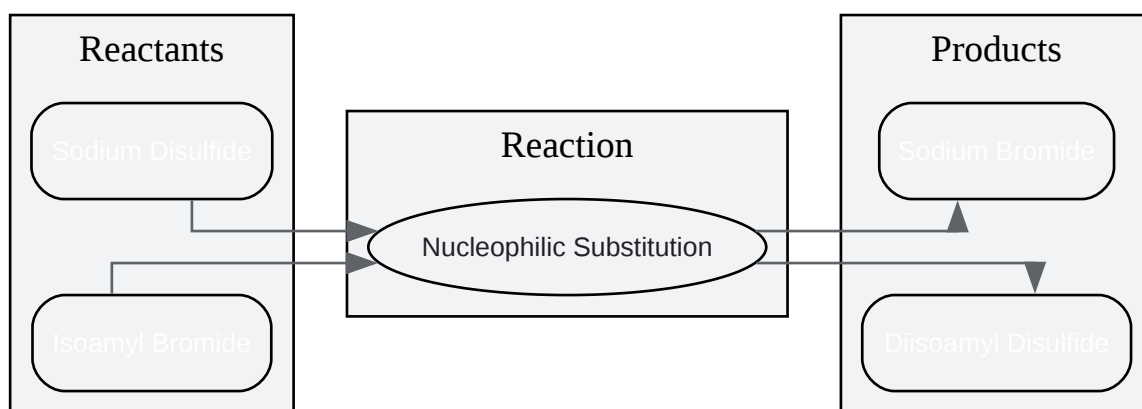 Reactants
Sodium Disulfide
Isoamyl Bromide
Reaction
Nucleophilic Substitution
Products
Sodium Bromide
Diisoamyl Disulfide